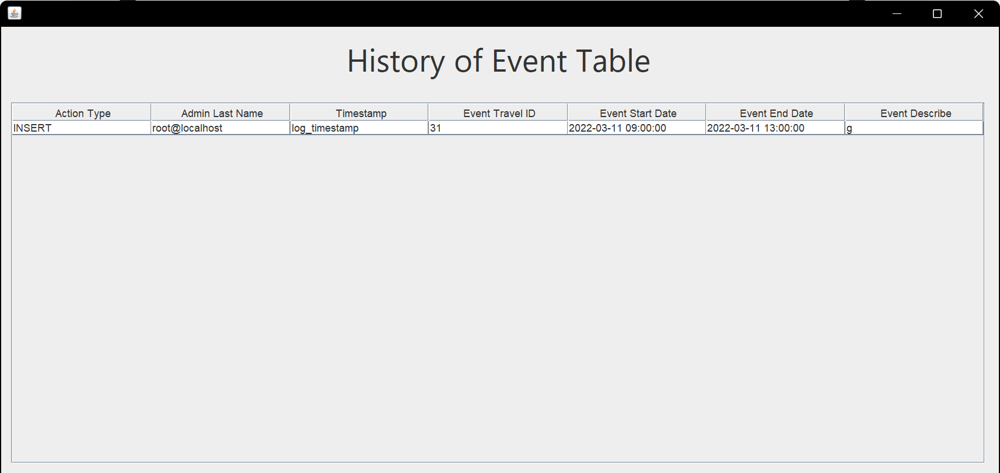 History of Event Table
Action Type Admin Last Name Timestamp Event Travel ID Event Start Date Event End Date Event Describe
INSERT root@localhost log_timestamp 31 2022-03-11 09:00:00 2022-03-11 13:00:00 g